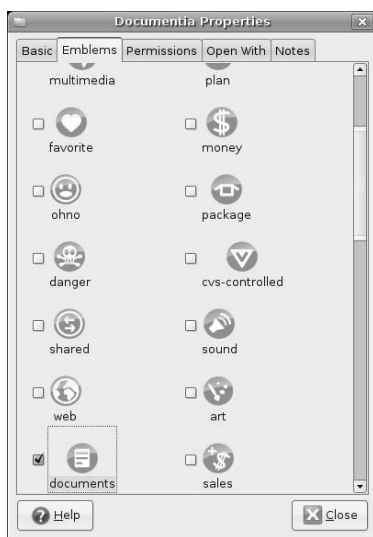 Documentia Properties
Basic Emblems Permissions Open With Notes
multimedia plan
favorite money
ohno package
danger cvs-controlled
shared sound
web art
documents sales
Help Close